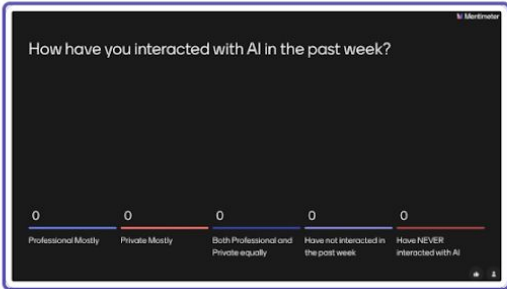 Mentimeter
How have you interacted with AI in the past week?
0
0
0
0
0
Professional Mostly
Private Mostly
Both Professional and
Private equally
Have not interacted in
the past week
Have NEVER
interacted with AI